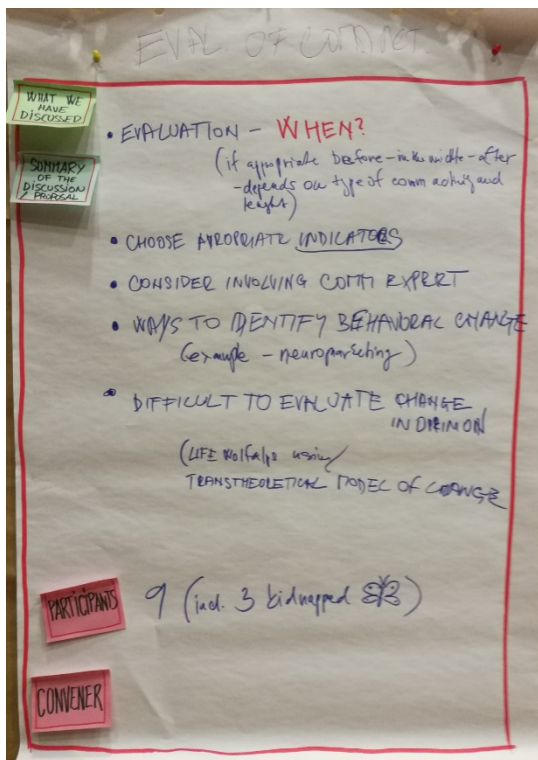 EVAL OF COMM ACT.
WHAT WE
HAVE
DISCUSSED
SUMMARY
OF THE
DISCUSSION
/ PROPOSAL
• EVALUATION – WHEN?
(if appropriate before – in the middle – after
– depends on type of comm activity and
lenght)
• CHOOSE APROPRIATE INDICATORS
• CONSIDER INVOLVING COMM EXPERT
• WAYS TO IDENTIFY BEHAVIORAL CHANGE
(example – neuromarketing)
• DIFFICULT TO EVALUATE CHANGE
IN OPINION
(LIFE Wolfalps using
TRANSTHEORETICAL MODEL OF CHANGE
PARTICIPANTS
9 (incl. 3 kidnapped )
CONVENER